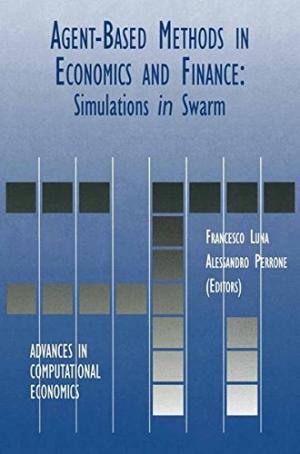 AGENT-BASED METHODS IN
ECONOMICS AND FINANCE:
Simulations in Swarm
FRANCESCO LUNA
ALESSANDRO PERRONE
(EDITORS)
ADVANCES IN
COMPUTATIONAL
ECONOMICS